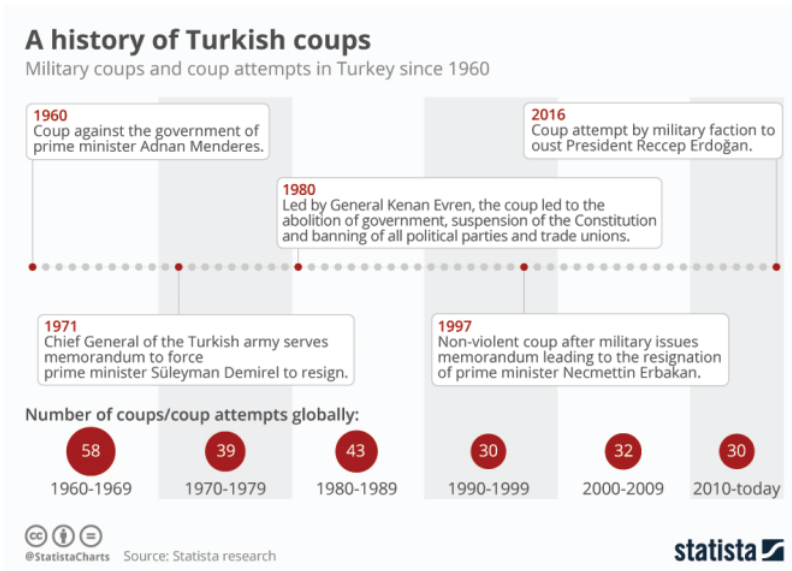 A history of Turkish coups
Military coups and coup attempts in Turkey since 1960
1960
Coup against the government of
prime minister Adnan Menderes.
2016
Coup attempt by military faction to
oust President Reccep Erdoğan.
1980
Led by General Kenan Evren, the coup led to the
abolition of government, suspension of the Constitution
and banning of all political parties and trade unions.
1971
Chief General of the Turkish army serves
memorandum to force
prime minister Süleyman Demirel to resign.
1997
Non-violent coup after military issues
memorandum leading to the resignation
of prime minister Necmettin Erbakan.
Number of coups/coup attempts globally:
58 39 43 30 32 30
1960-1969 1970-1979 1980-1989 1990-1999 2000-2009 2010-today
cc
@StatistaCharts Source: Statista research
statista